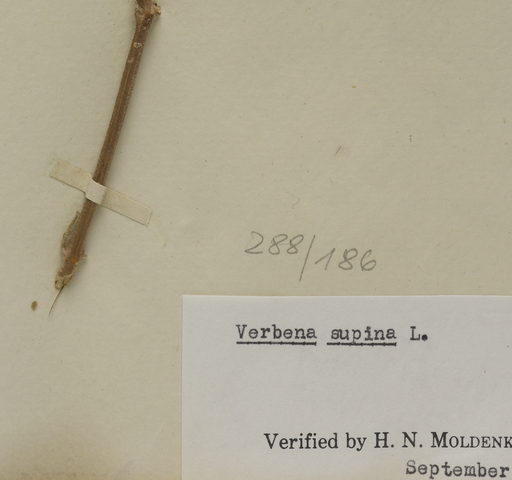 288/186
Verbena supina L.
Verified by H. N. MOLDENK
September